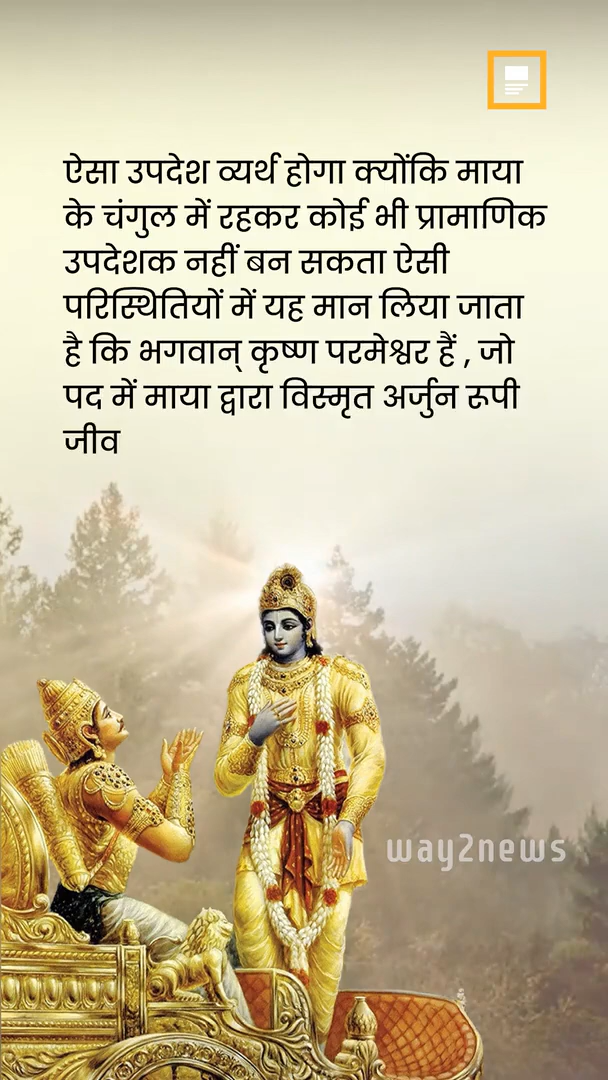 ऐसा उपदेश व्यर्थ होगा क्योंकि माया
के चंगुल में रहकर कोई भी प्रामाणिक
उपदेशक नहीं बन सकता ऐसी
परिस्थितियों में यह मान लिया जाता
है कि भगवान् कृष्ण परमेश्वर हैं , जो
पद में माया द्वारा विस्मृत अर्जुन रूपी
जीव
way2news